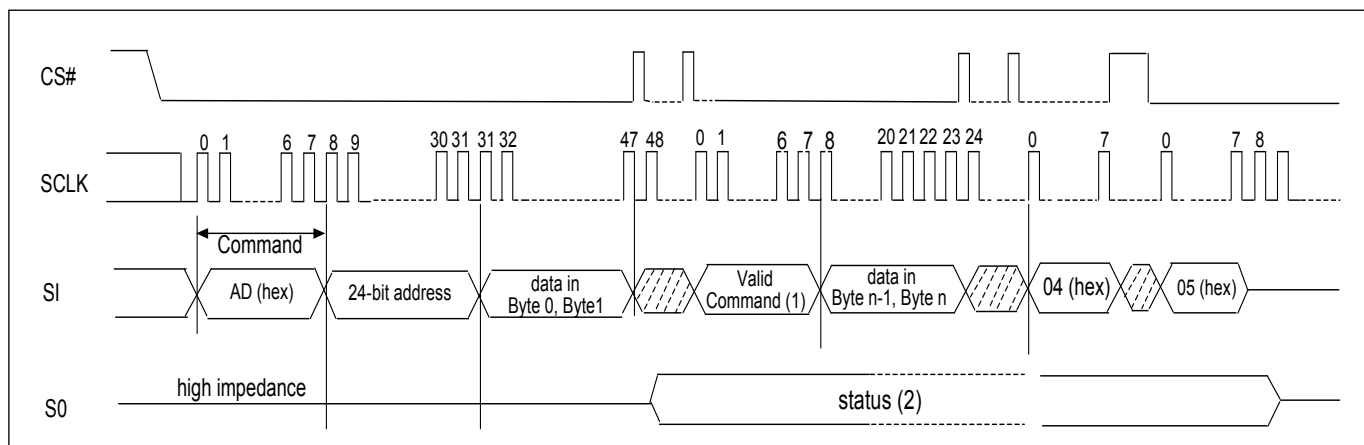 CS#
0 1 6 7 8 9 30 31 31 32 47 48 0 1 6 7 8 20 21 22 23 24 0 7 0 7 8
SCLK
Command
SI
AD (hex)
24-bit address
data in
Byte 0, Byte1
Valid
Command (1)
data in
Byte n-1, Byte n
04 (hex)
05 (hex)
high impedance
S0
status (2)